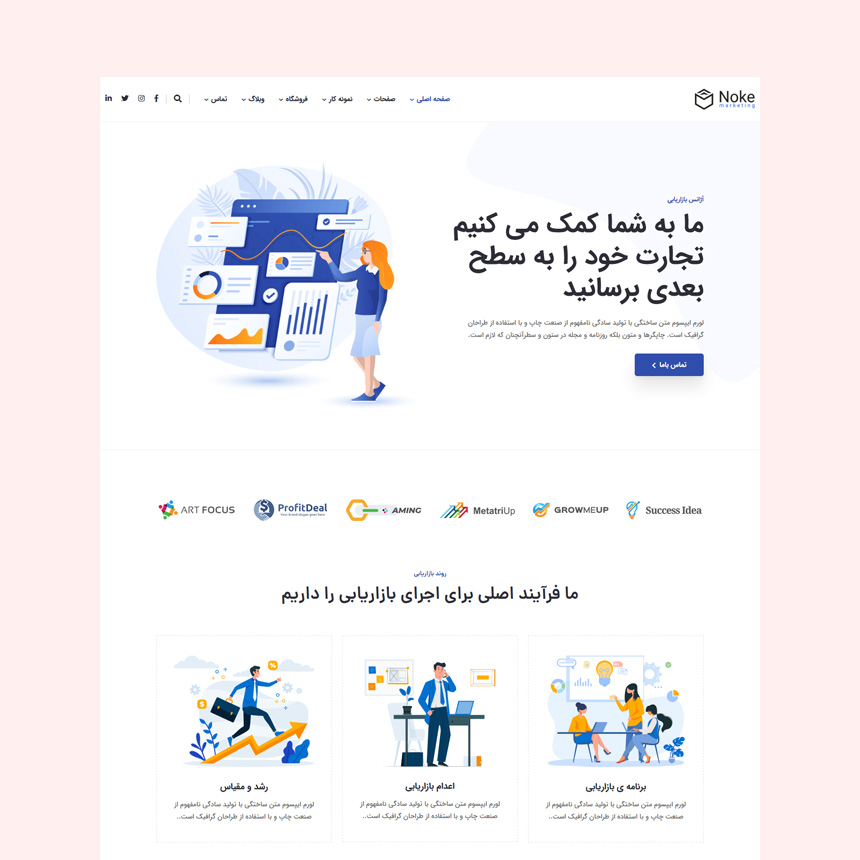 Noke
marketing
صفحه اصلی
صفحات
نمونه کار
فروشگاه
وبلاگ
تماس
آژانس بازاریابی
ما به شما کمک می کنیم
تجارت خود را به سطح
بعدی برسانید
لورم ایپسوم متن ساختگی با تولید سادگی نامفهوم از صنعت چاپ و با استفاده از طراحان
گرافیک است. چاپگرها و متون بلکه روزنامه و مجله در ستون و سطرآنچنان که لازم است.
تماس باما
ART FOCUS
ProfitDeal
AMING
MetatriUp
GROWMEUP
Success Idea
روند بازاریابی
ما فرآیند اصلی برای اجرای بازاریابی را داریم
برنامه ی بازاریابی
لورم ایپسوم متن ساختگی با تولید سادگی نامفهوم از
صنعت چاپ و با استفاده از طراحان گرافیک است..
اعدام بازاریابی
لورم ایپسوم متن ساختگی با تولید سادگی نامفهوم از
صنعت چاپ و با استفاده از طراحان گرافیک است..
رشد و مقیاس
لورم ایپسوم متن ساختگی با تولید سادگی نامفهوم از
صنعت چاپ و با استفاده از طراحان گرافیک است..